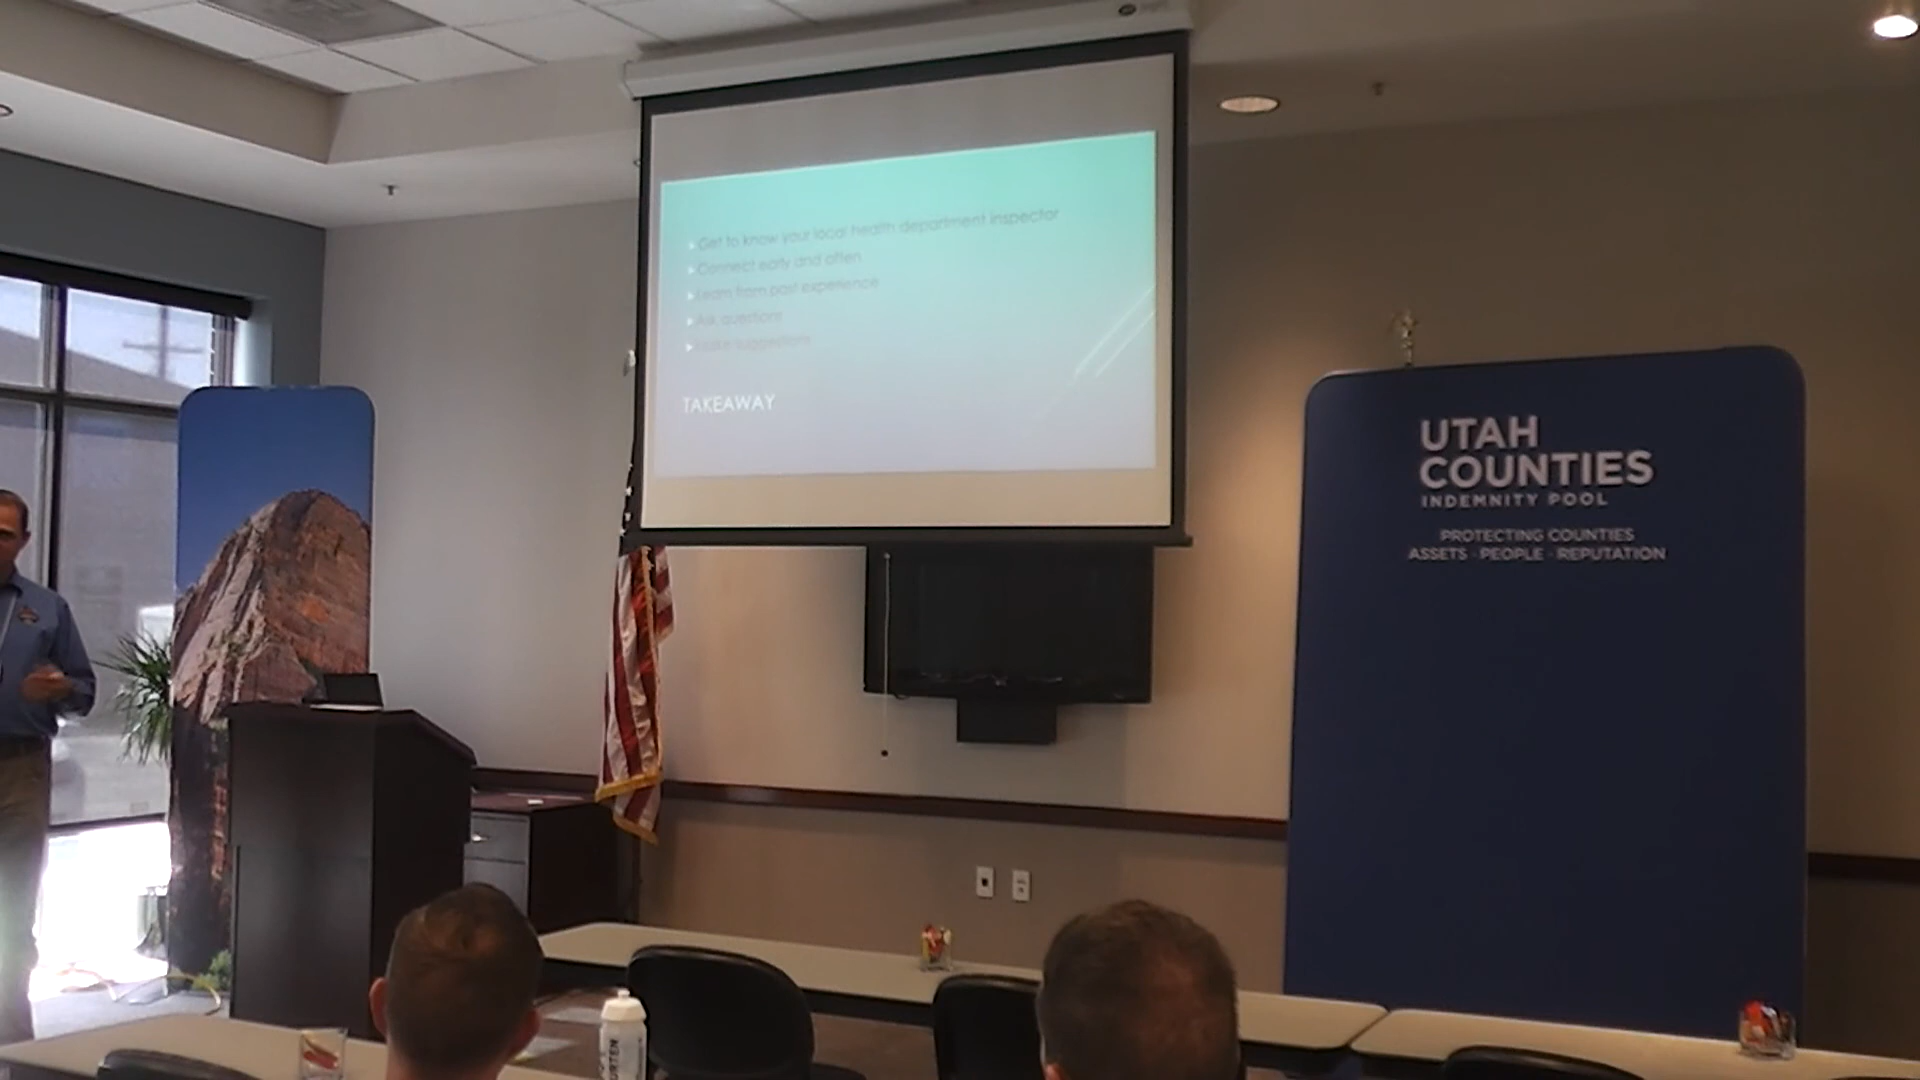 Get to know your local health department inspector
Connect early and often
Learn from past experience
Ask questions
suggestions
TAKEAWAY
UTAH
COUNTIES
INDEMNITY POOL
PROTECTING COUNTIES
ASSETS · PEOPLE · REPUTATION